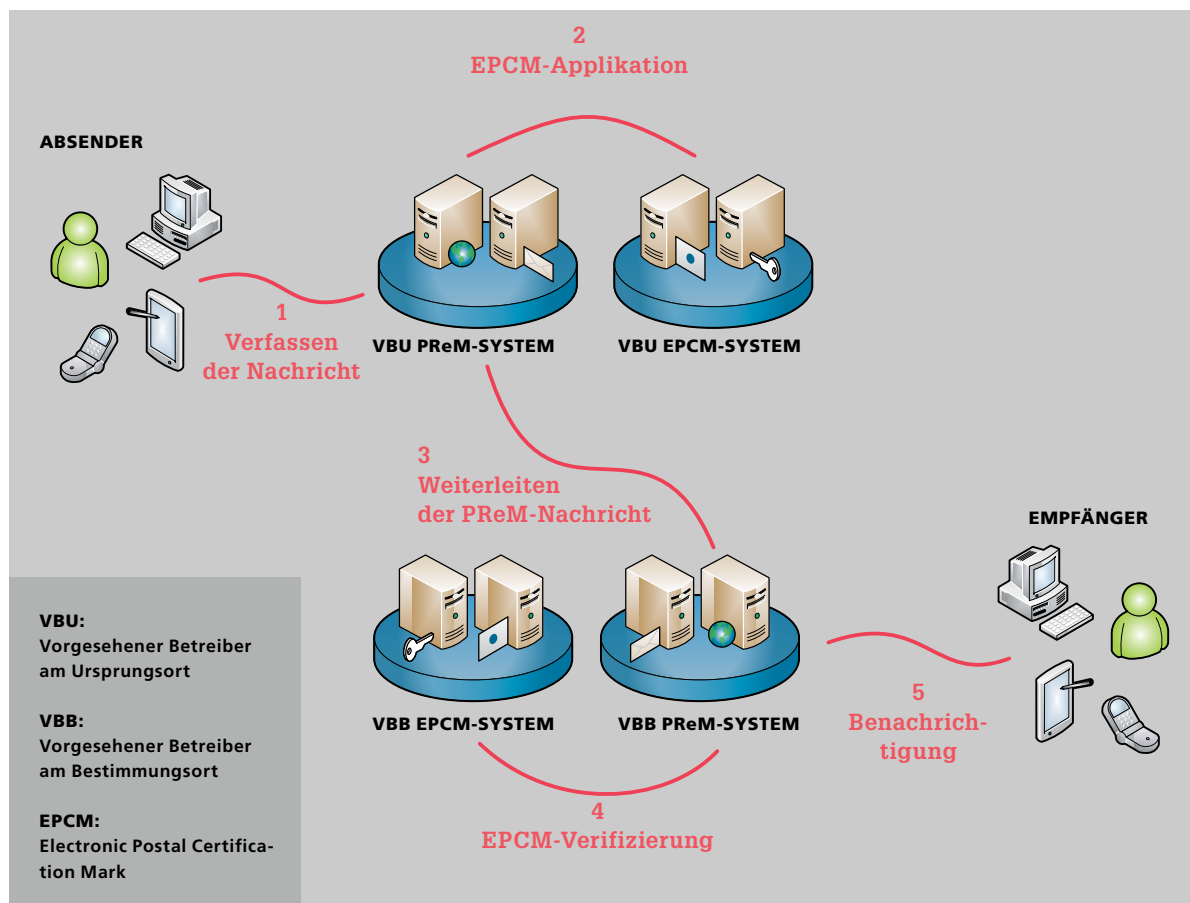 2
EPCM-Applikation
ABSENDER
1
Verfassen
der Nachricht
VBU PReM-SYSTEM
VBU EPCM-SYSTEM
3
Weiterleiten
der PReM-Nachricht
EMPFÄNGER
VBB EPCM-SYSTEM
VBB PReM-SYSTEM
5
Benachrich-
tigung
4
EPCM-Verifizierung
VBU:
Vorgesehener Betreiber
am Ursprungsort
VBB:
Vorgesehener Betreiber
am Bestimmungsort
EPCM:
Electronic Postal Certifica-
tion Mark